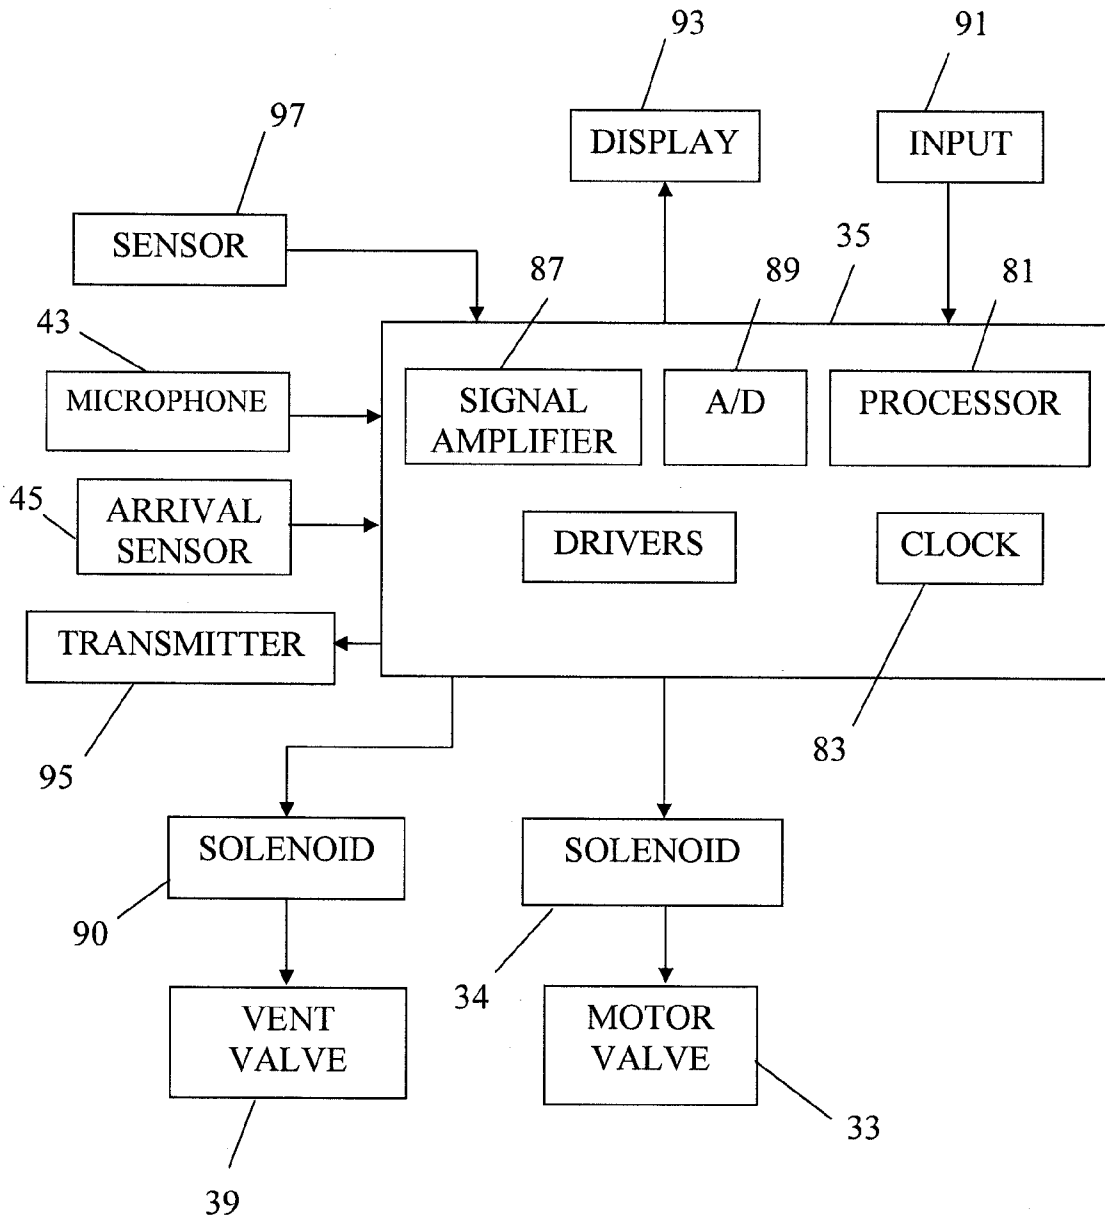 93
91
DISPLAY
INPUT
97
SENSOR
35
87
89
81
43
MICROPHONE
SIGNAL
AMPLIFIER
A/D
PROCESSOR
45
ARRIVAL
SENSOR
DRIVERS
CLOCK
TRANSMITTER
95
83
SOLENOID
SOLENOID
90
34
VENT
VALVE
MOTOR
VALVE
33
39